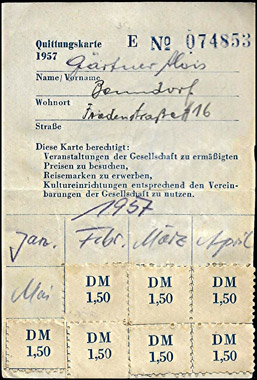 Quittungskarte E Nº 074853
1957
Gärtner Alois
Name/Vorname
Benndorf
Wohnort
Friedenstraße 16
Straße
Diese Karte berechtigt:
Veranstaltungen der Gesellschaft zu ermäßigten
Preisen zu besuchen,
Reisemarken zu erwerben,
Kultureinrichtungen entsprechend den Verein-
barungen der Gesellschaft zu nutzen.
1957
Jan. Febr. März April
Mai DM 1,50 DM 1,50 DM 1,50
DM 1,50 DM 1,50 DM 1,50 DM 1,50